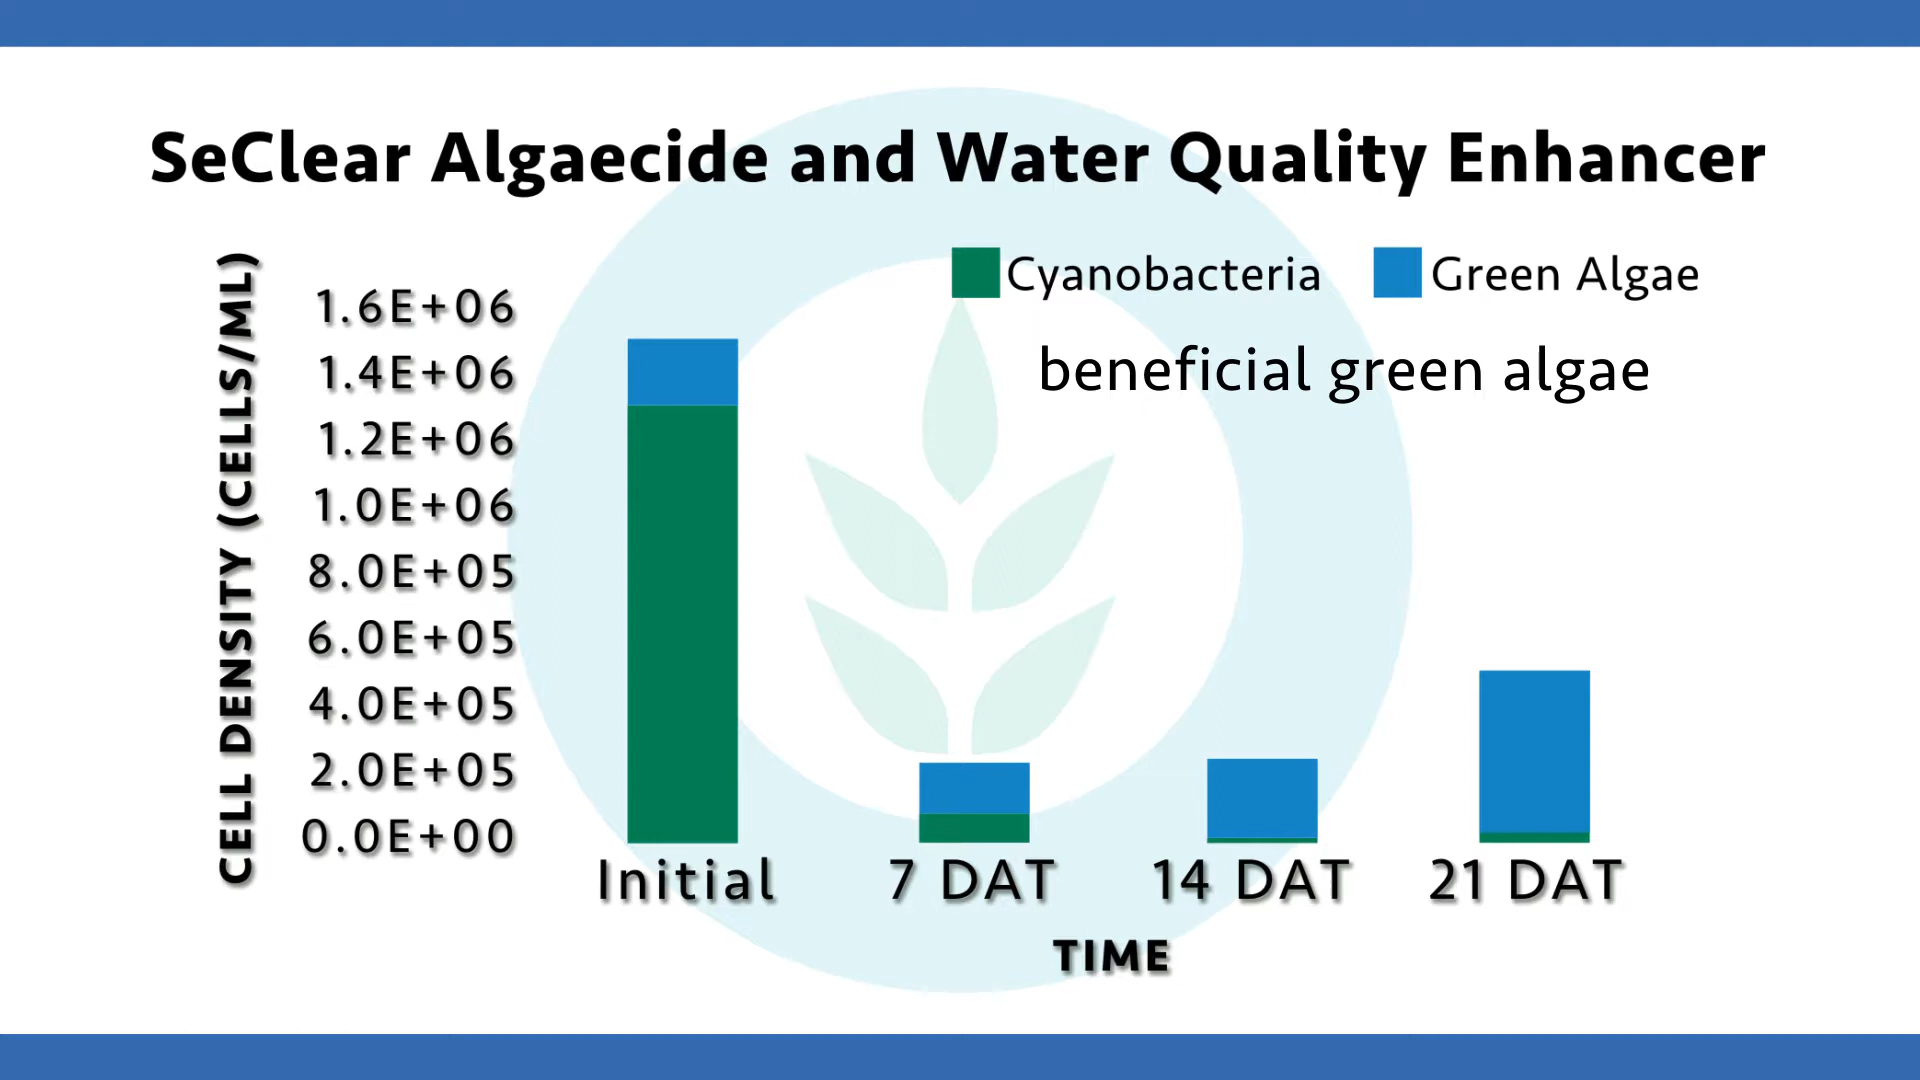 SeClear Algaecide and Water Quality Enhancer
Cyanobacteria
Green Algae
beneficial green algae
CELL DENSITY (CELLS/ML)
1.6E+06
1.4E+06
1.2E+06
1.0E+06
8.0E+05
6.0E+05
4.0E+05
2.0E+05
0.0E+00
Initial
7 DAT
14 DAT
21 DAT
TIME